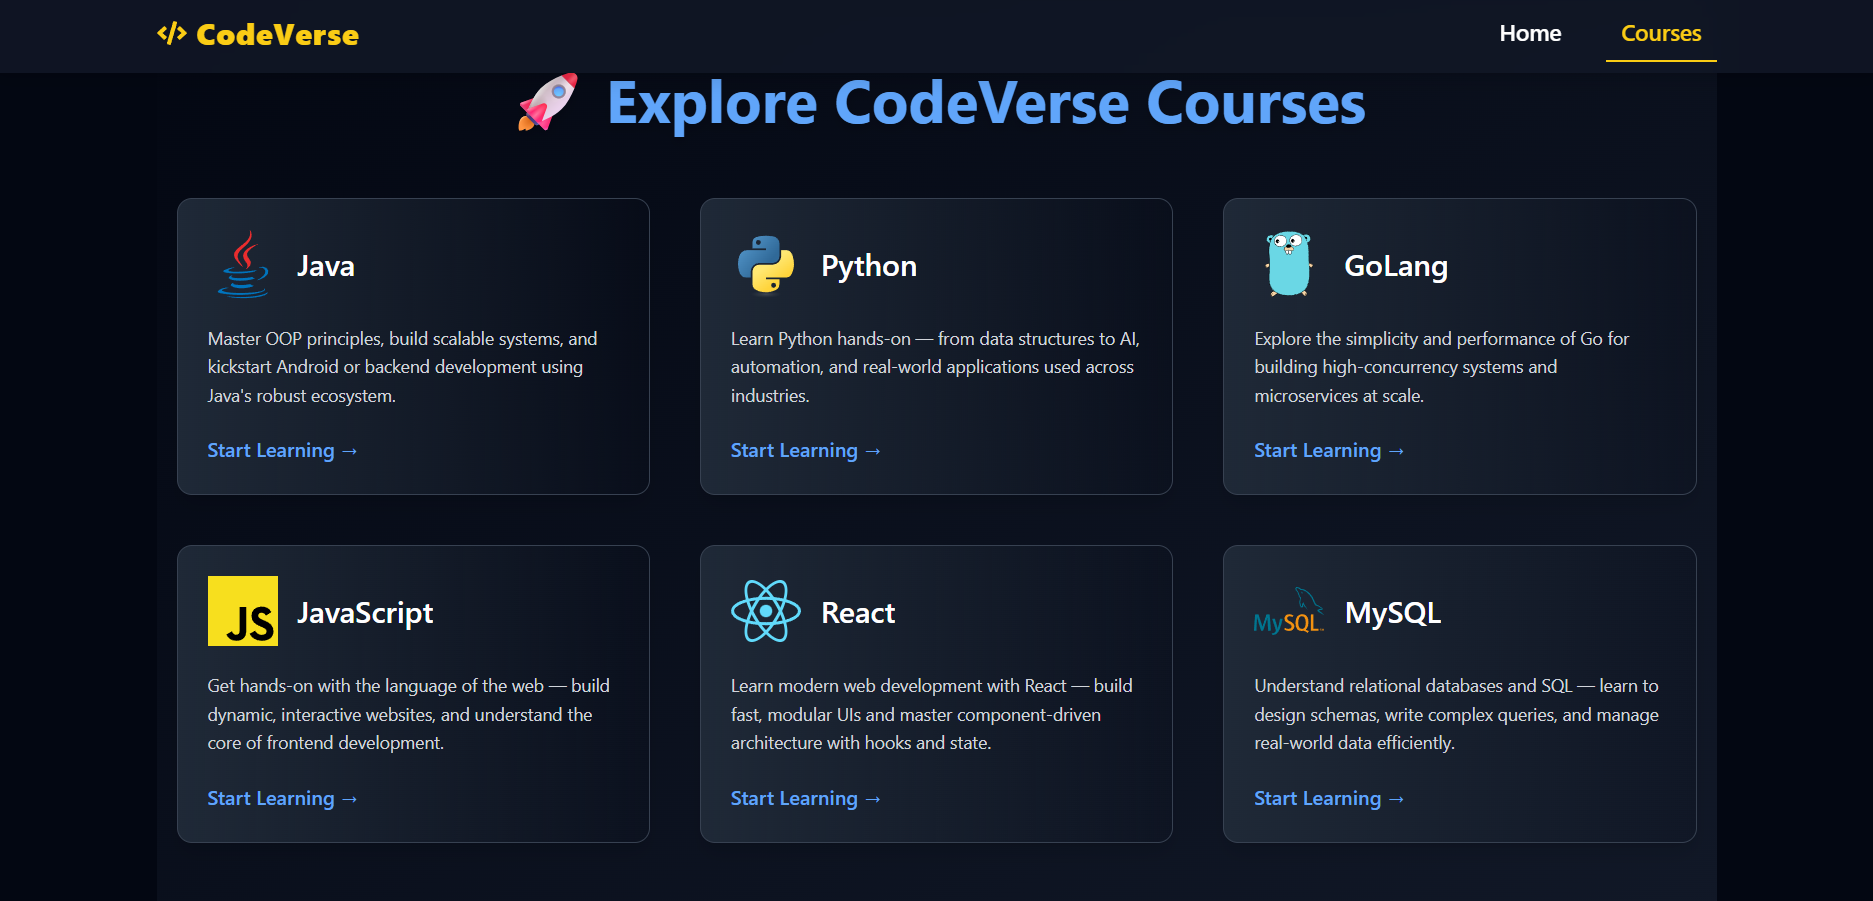 </> CodeVerse
Home
Courses
🚀 Explore CodeVerse Courses
Java
Master OOP principles, build scalable systems, and
kickstart Android or backend development using
Java's robust ecosystem.
Start Learning →
Python
Learn Python hands-on — from data structures to AI,
automation, and real-world applications used across
industries.
Start Learning →
GoLang
Explore the simplicity and performance of Go for
building high-concurrency systems and
microservices at scale.
Start Learning →
JS
JavaScript
Get hands-on with the language of the web — build
dynamic, interactive websites, and understand the
core of frontend development.
Start Learning →
React
Learn modern web development with React — build
fast, modular UIs and master component-driven
architecture with hooks and state.
Start Learning →
MySQL™
MySQL
Understand relational databases and SQL — learn to
design schemas, write complex queries, and manage
real-world data efficiently.
Start Learning →